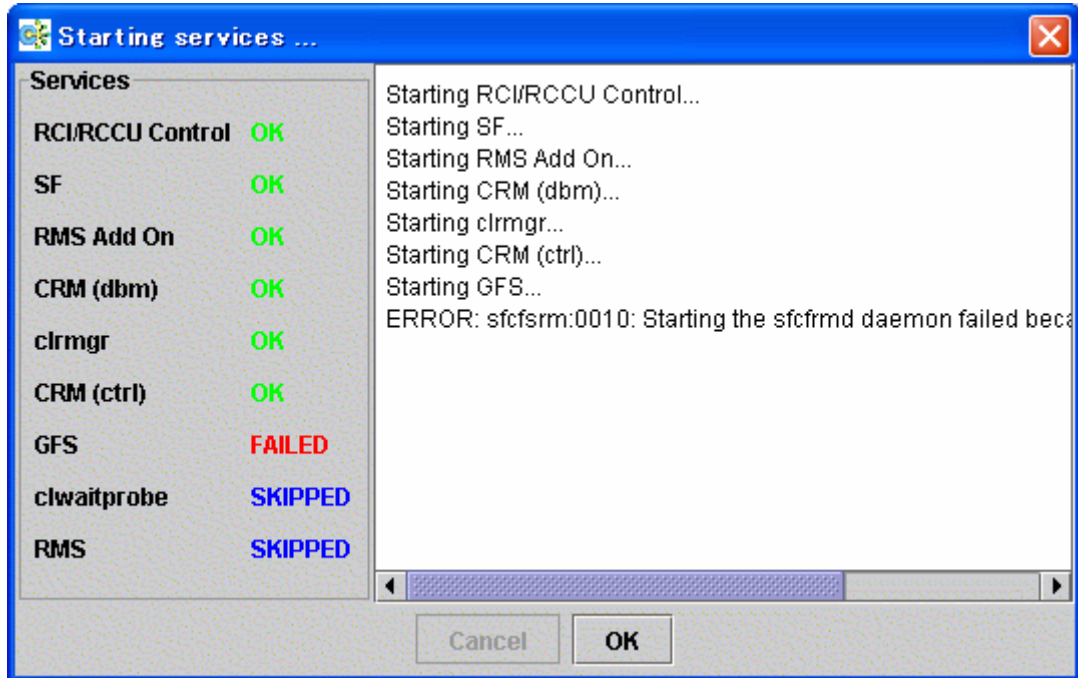 Starting services ...
Services
RCI/RCCU Control OK
SF OK
RMS Add On OK
CRM (dbm) OK
clrmgr OK
CRM (ctrl) OK
GFS FAILED
clwaitprobe SKIPPED
RMS SKIPPED
Starting RCI/RCCU Control...
Starting SF...
Starting RMS Add On...
Starting CRM (dbm)...
Starting clrmgr...
Starting CRM (ctrl)...
Starting GFS...
ERROR: sfcfsrm:0010: Starting the sfcfrmd daemon failed beca
Cancel OK